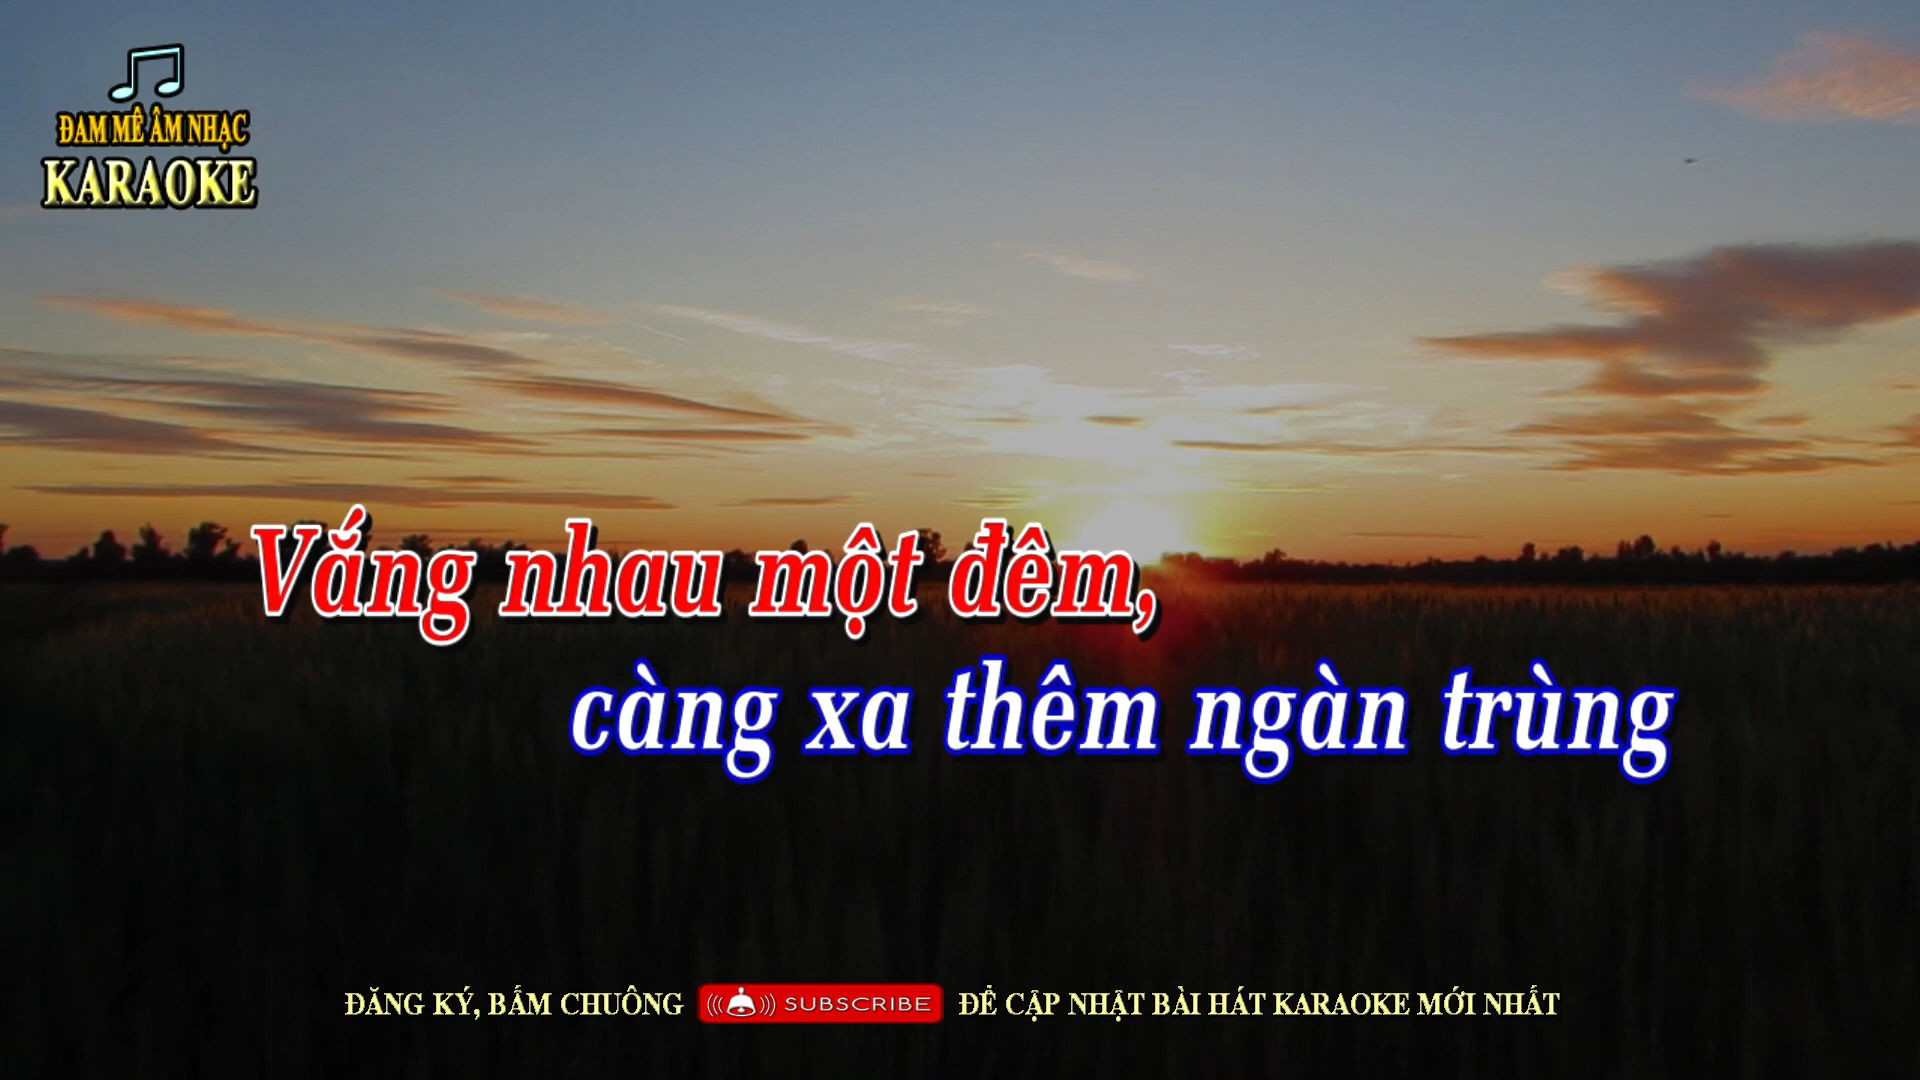 ĐAM MÊ ÂM NHẠC
KARAOKE
Vắng nhau một đêm,
càng xa thêm ngàn trùng
ĐĂNG KÝ, BẤM CHUÔNG SUBSCRIBE ĐỂ CẬP NHẬT BÀI HÁT KARAOKE MỚI NHẤT